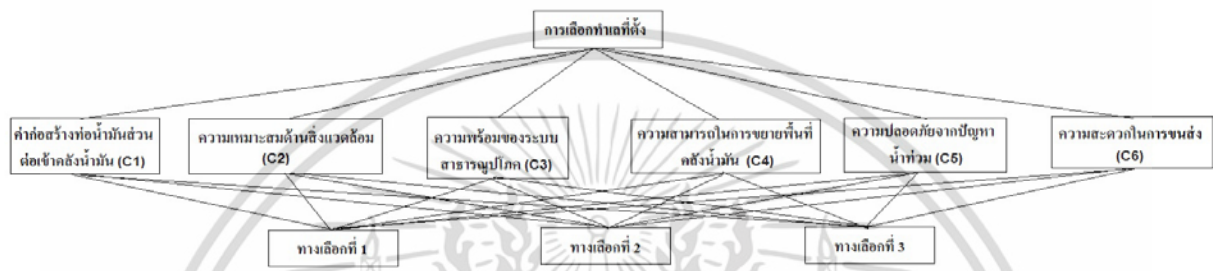 การเลือกทำเลที่ตั้ง
ค่าก่อสร้างท่อน้ำมันส่วน
ต่อเข้าคลังน้ำมัน (C1)
ความเหมาะสมด้านสิ่งแวดล้อม
(C2)
ความพร้อมของระบบ
สาธารณูปโภค (C3)
ความสามารถในการขยายพื้นที่
คลังน้ำมัน (C4)
ความปลอดภัยจากปัญหา
น้ำท่วม (C5)
ความสะดวกในการขนส่ง
(C6)
ทางเลือกที่ 1
ทางเลือกที่ 2
ทางเลือกที่ 3